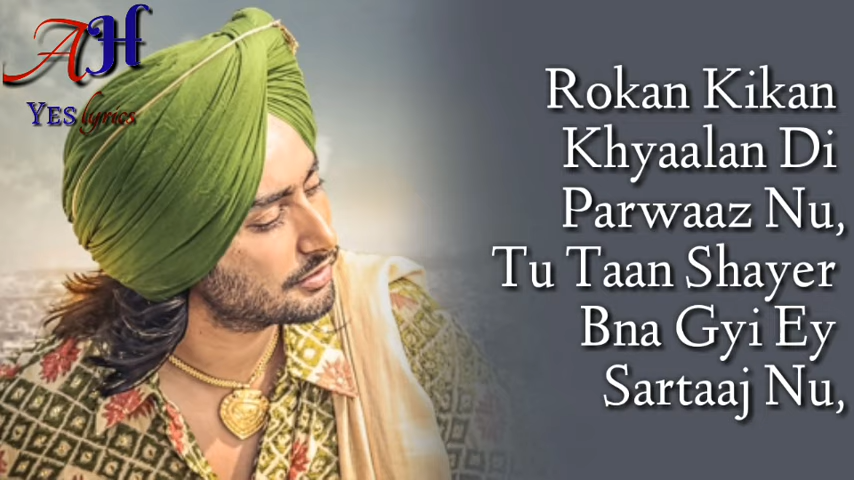 AH
YES lyrics
Rokan Kikan
Khyaalan Di
Parwaaz Nu,
Tu Taan Shayer
Bna Gyi Ey
Sartaaj Nu,